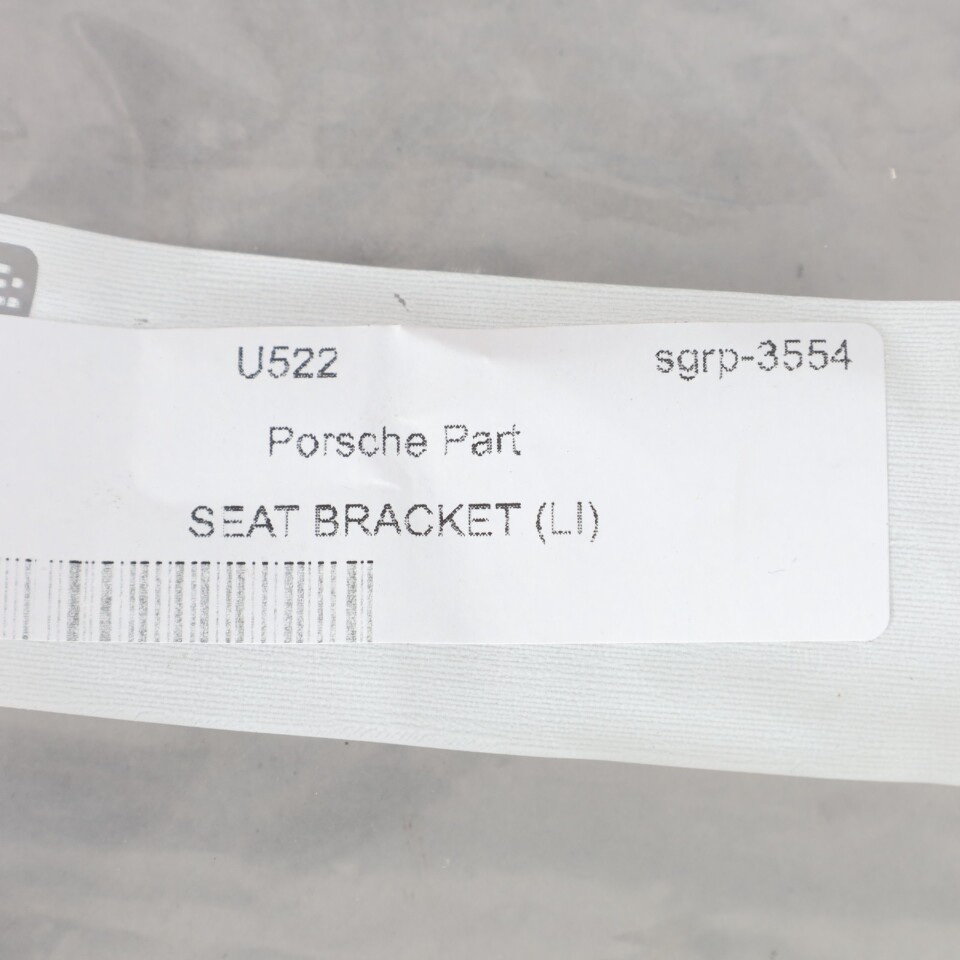 U522 sgrp-3554
Porsche Part
SEAT BRACKET (LI)